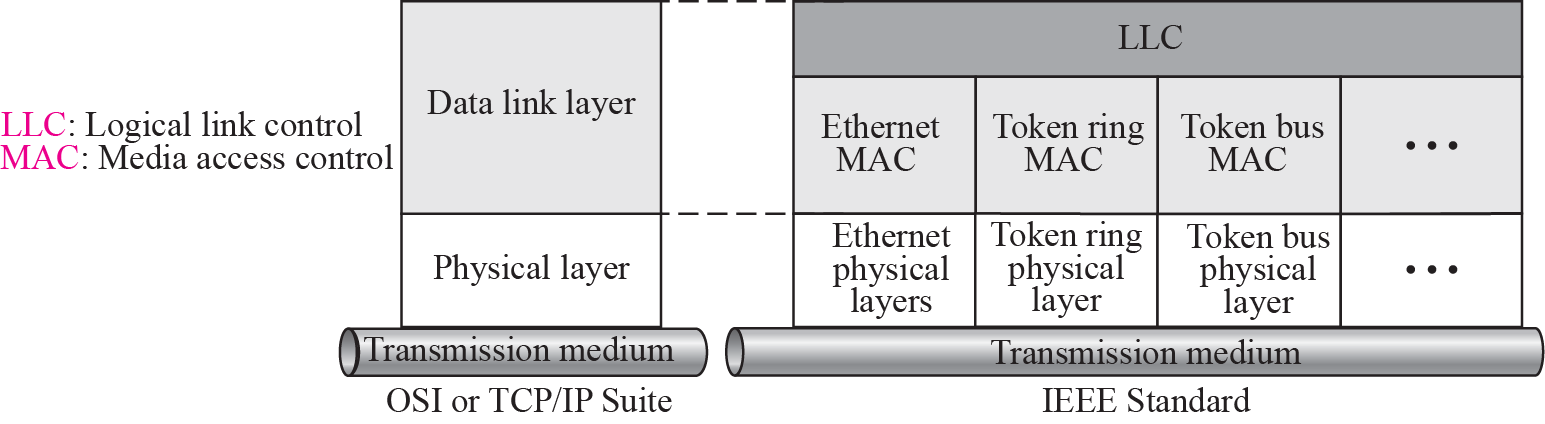 LLC: Logical link control
MAC: Media access control
Data link layer
Physical layer
Transmission medium
OSI or TCP/IP Suite
LLC
Ethernet
MAC
Token ring
MAC
Token bus
MAC
...
Ethernet
physical
layers
Token ring
physical
layer
Token bus
physical
layer
...
Transmission medium
IEEE Standard